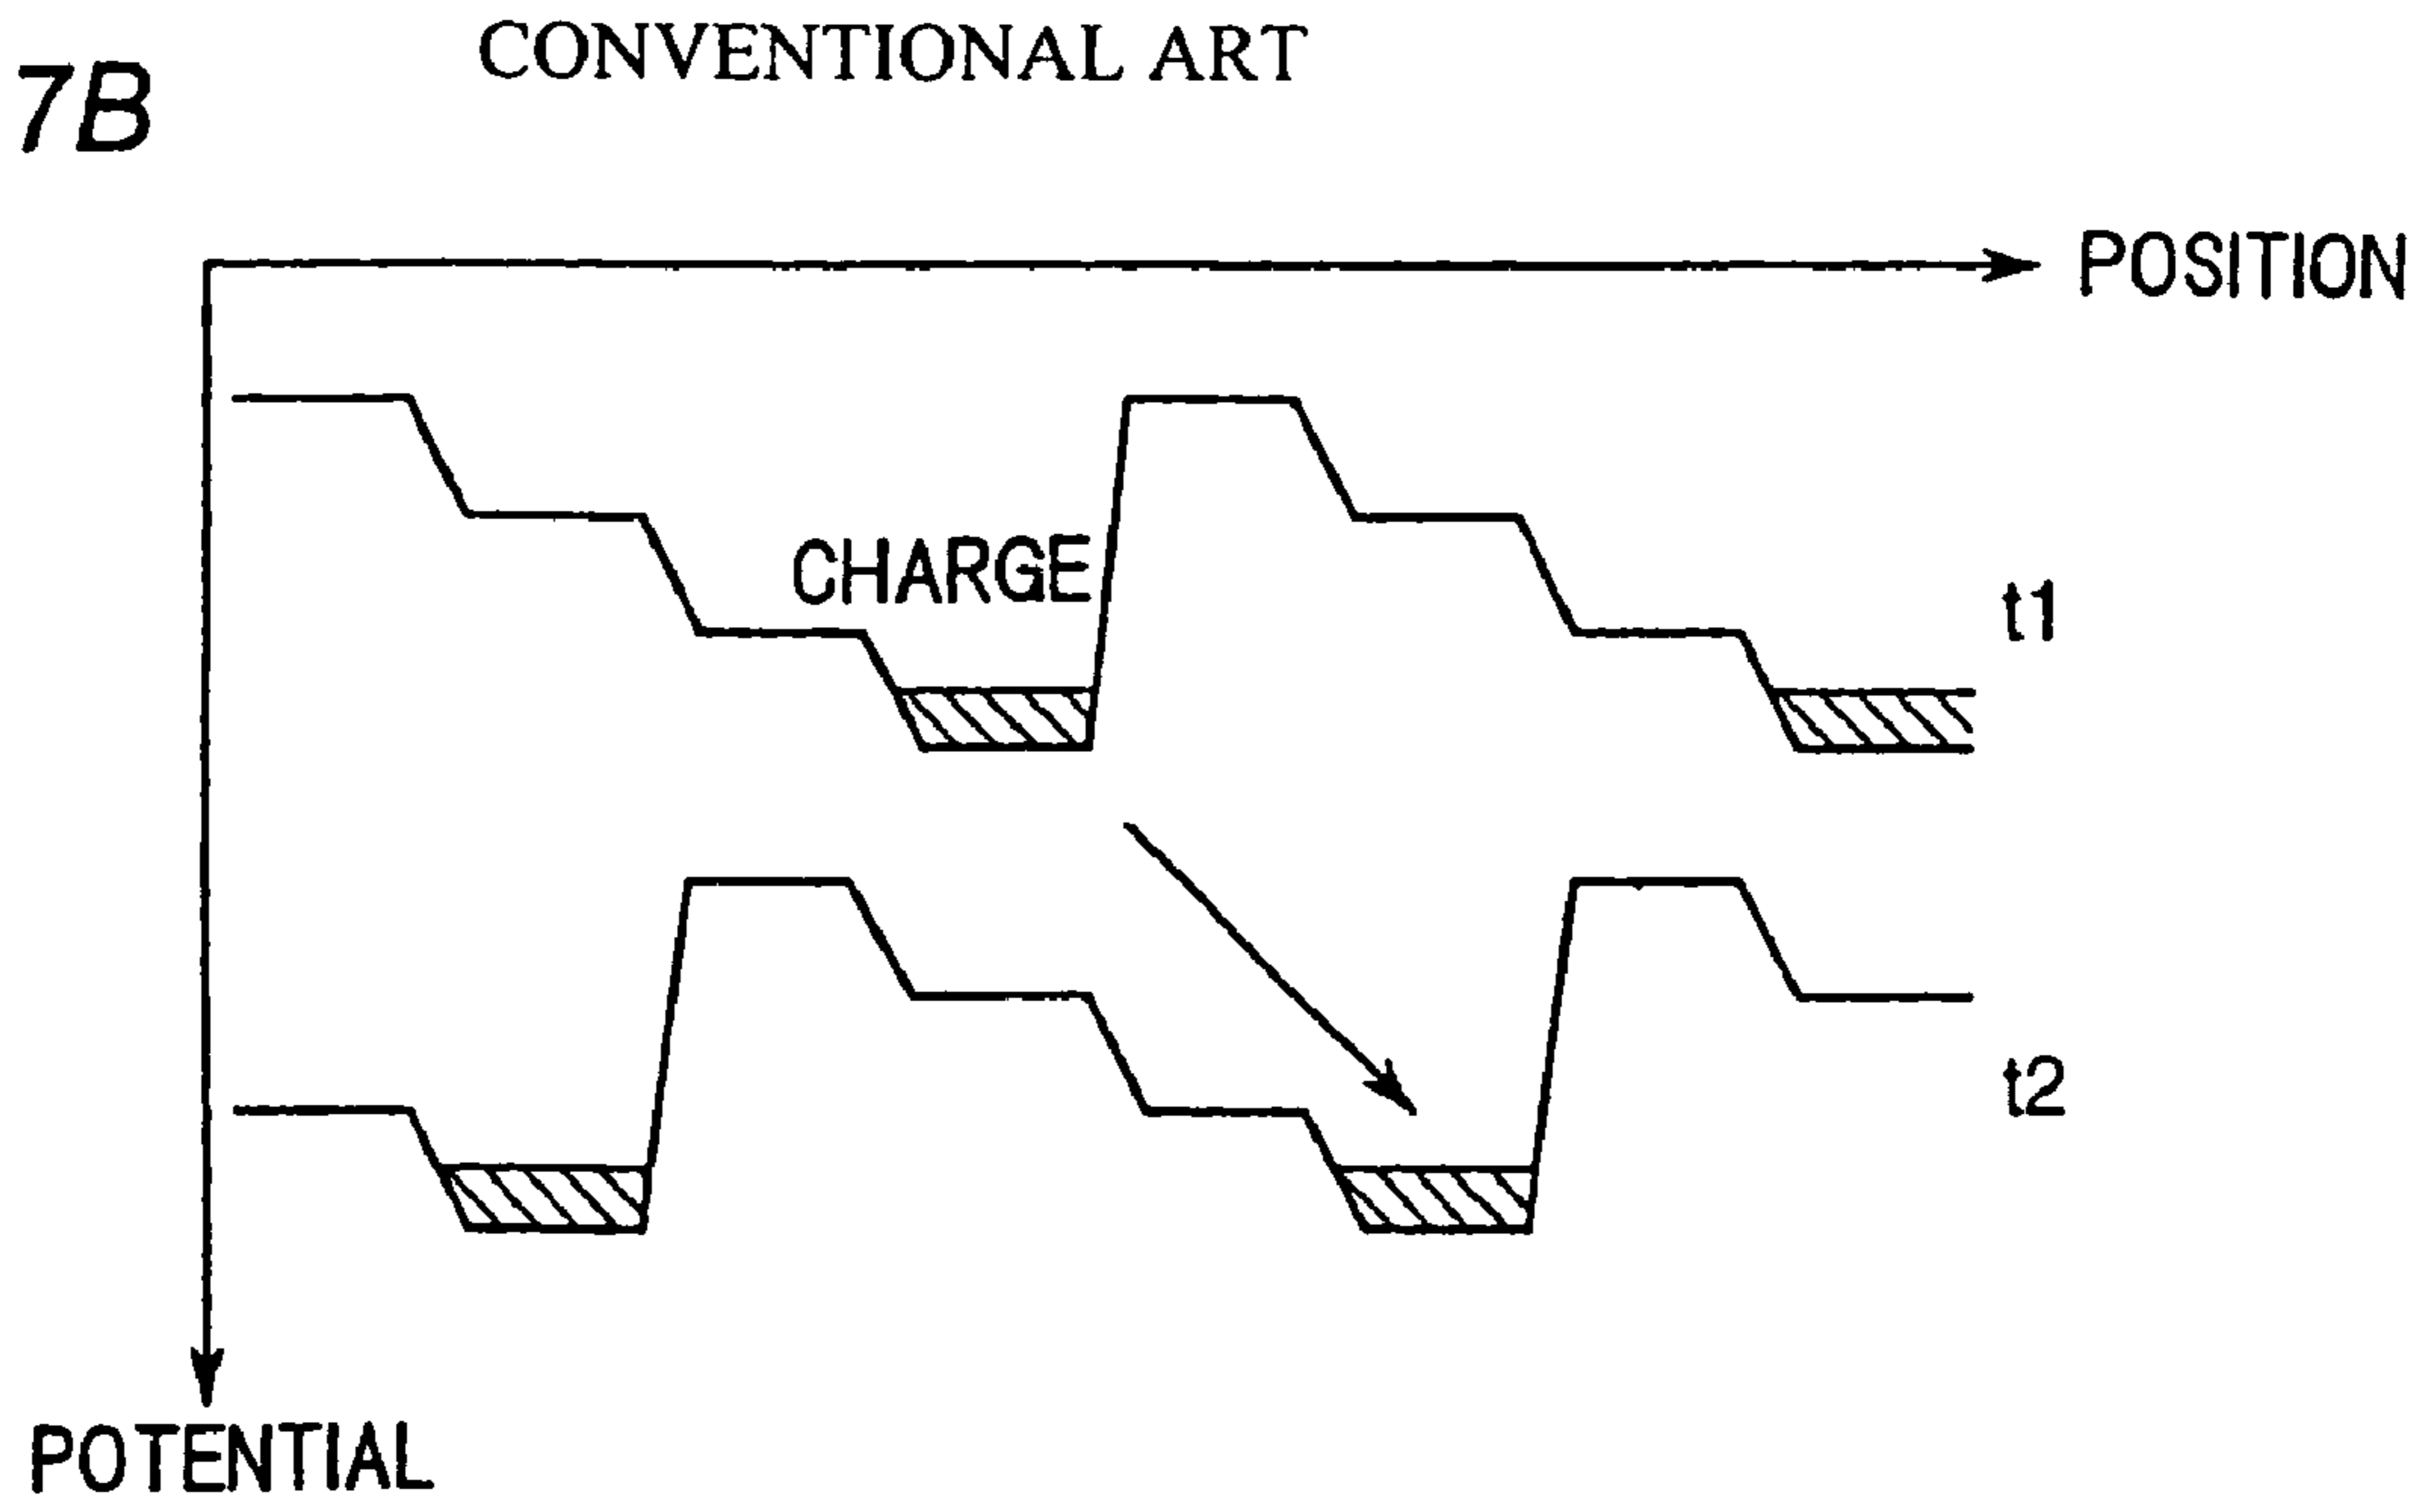 CONVENTIONAL ART
7B
POSITION
CHARGE
t1
t2
POTENTIAL